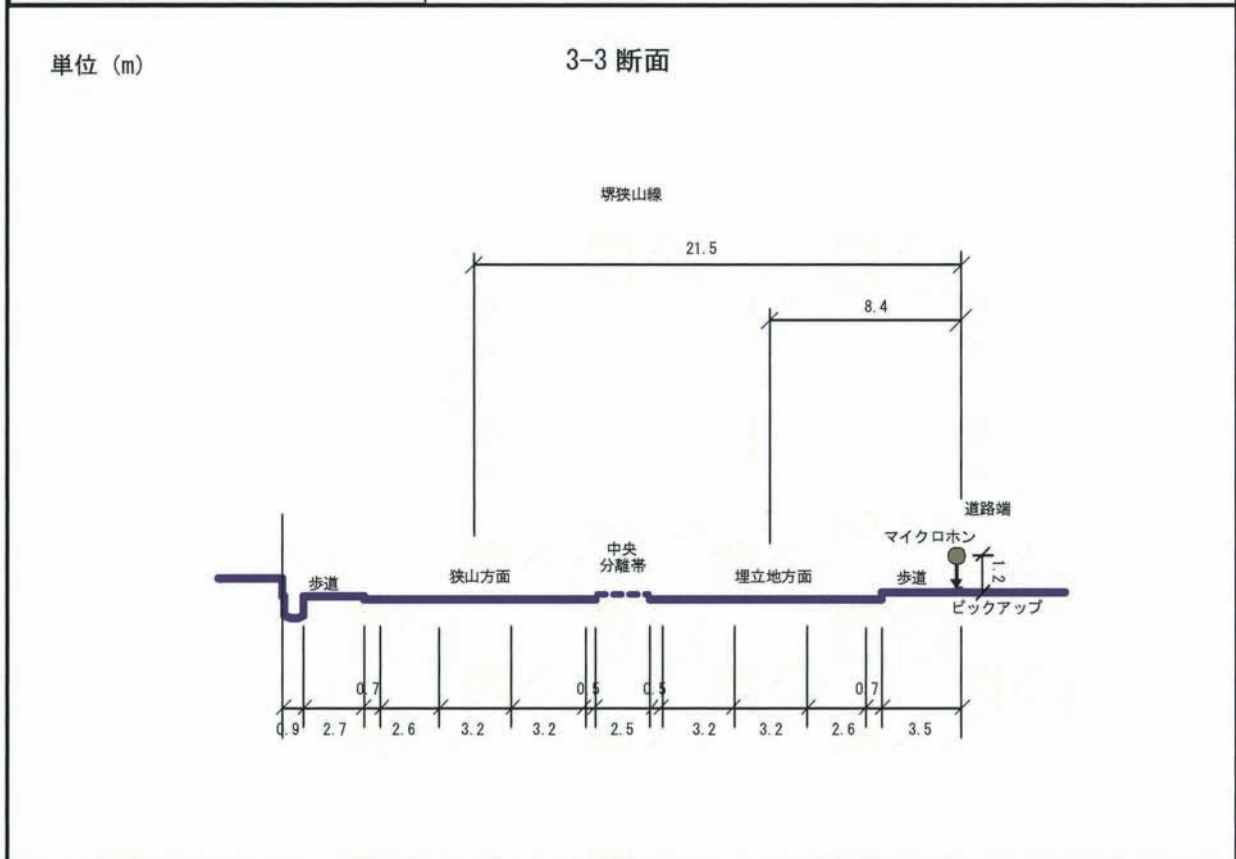 単位 (m)
3-3 断面
堺狭山線
21.5
8.4
道路端
マイクロホン
1.2
ピックアップ
歩道
狭山方面
中央
分離帯
埋立地方面
歩道
0.9
2.7
0.7
2.6
3.2
3.2
0.5
2.5
0.5
3.2
3.2
2.6
0.7
3.5